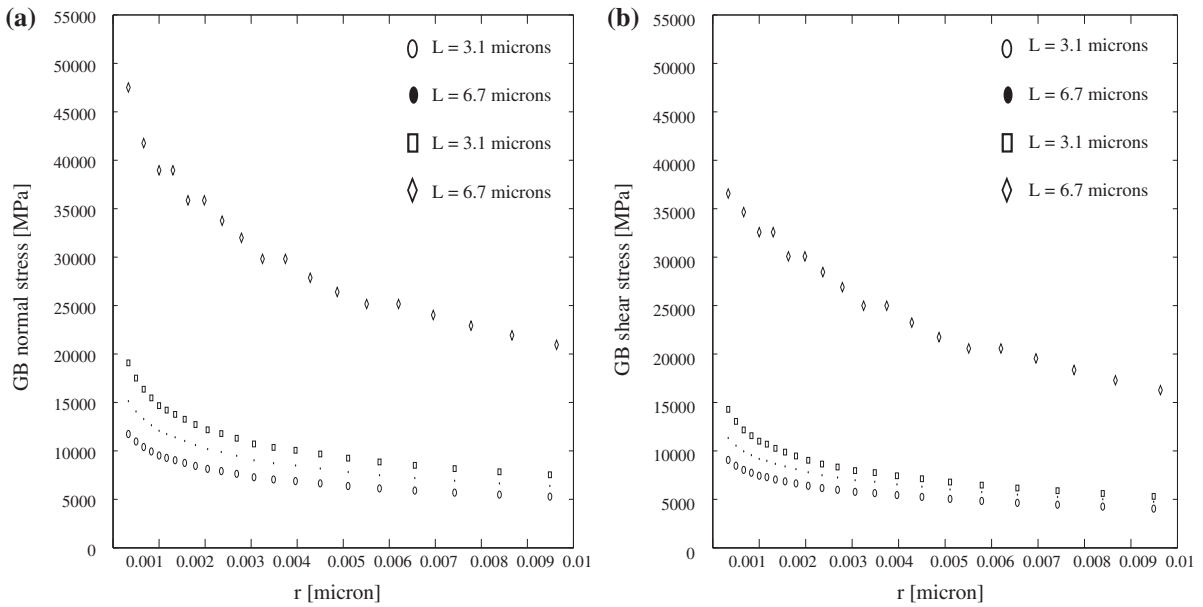 (a)
55000
50000
45000
40000
35000
30000
25000
20000
15000
10000
5000
0
GB normal stress [MPa]
L = 3.1 microns
L = 6.7 microns
L = 3.1 microns
L = 6.7 microns
0.001 0.002 0.003 0.004 0.005 0.006 0.007 0.008 0.009 0.01
r [micron]
(b)
55000
50000
45000
40000
35000
30000
25000
20000
15000
10000
5000
0
GB shear stress [MPa]
L = 3.1 microns
L = 6.7 microns
L = 3.1 microns
L = 6.7 microns
0.001 0.002 0.003 0.004 0.005 0.006 0.007 0.008 0.009 0.01
r [micron]